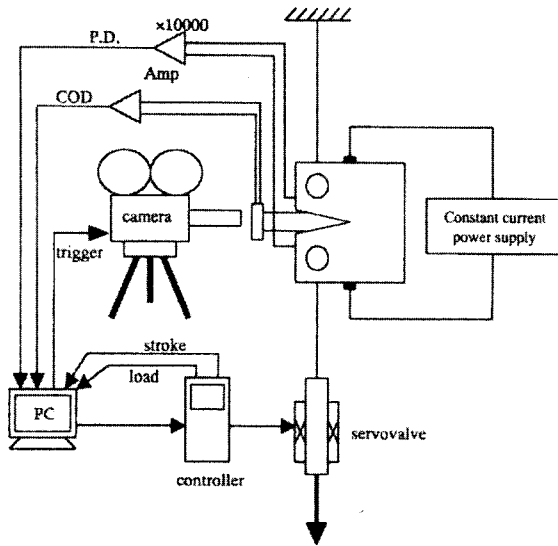 ×10000
P.D.
Amp
COD
camera
Constant current
power supply
trigger
stroke
load
PC
servovalve
controller